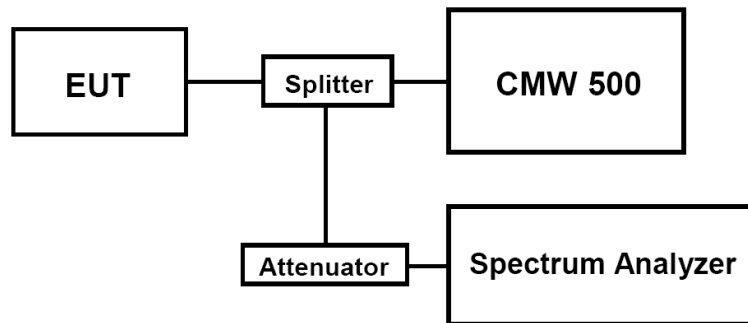 EUT
Splitter
CMW 500
Attenuator
Spectrum Analyzer